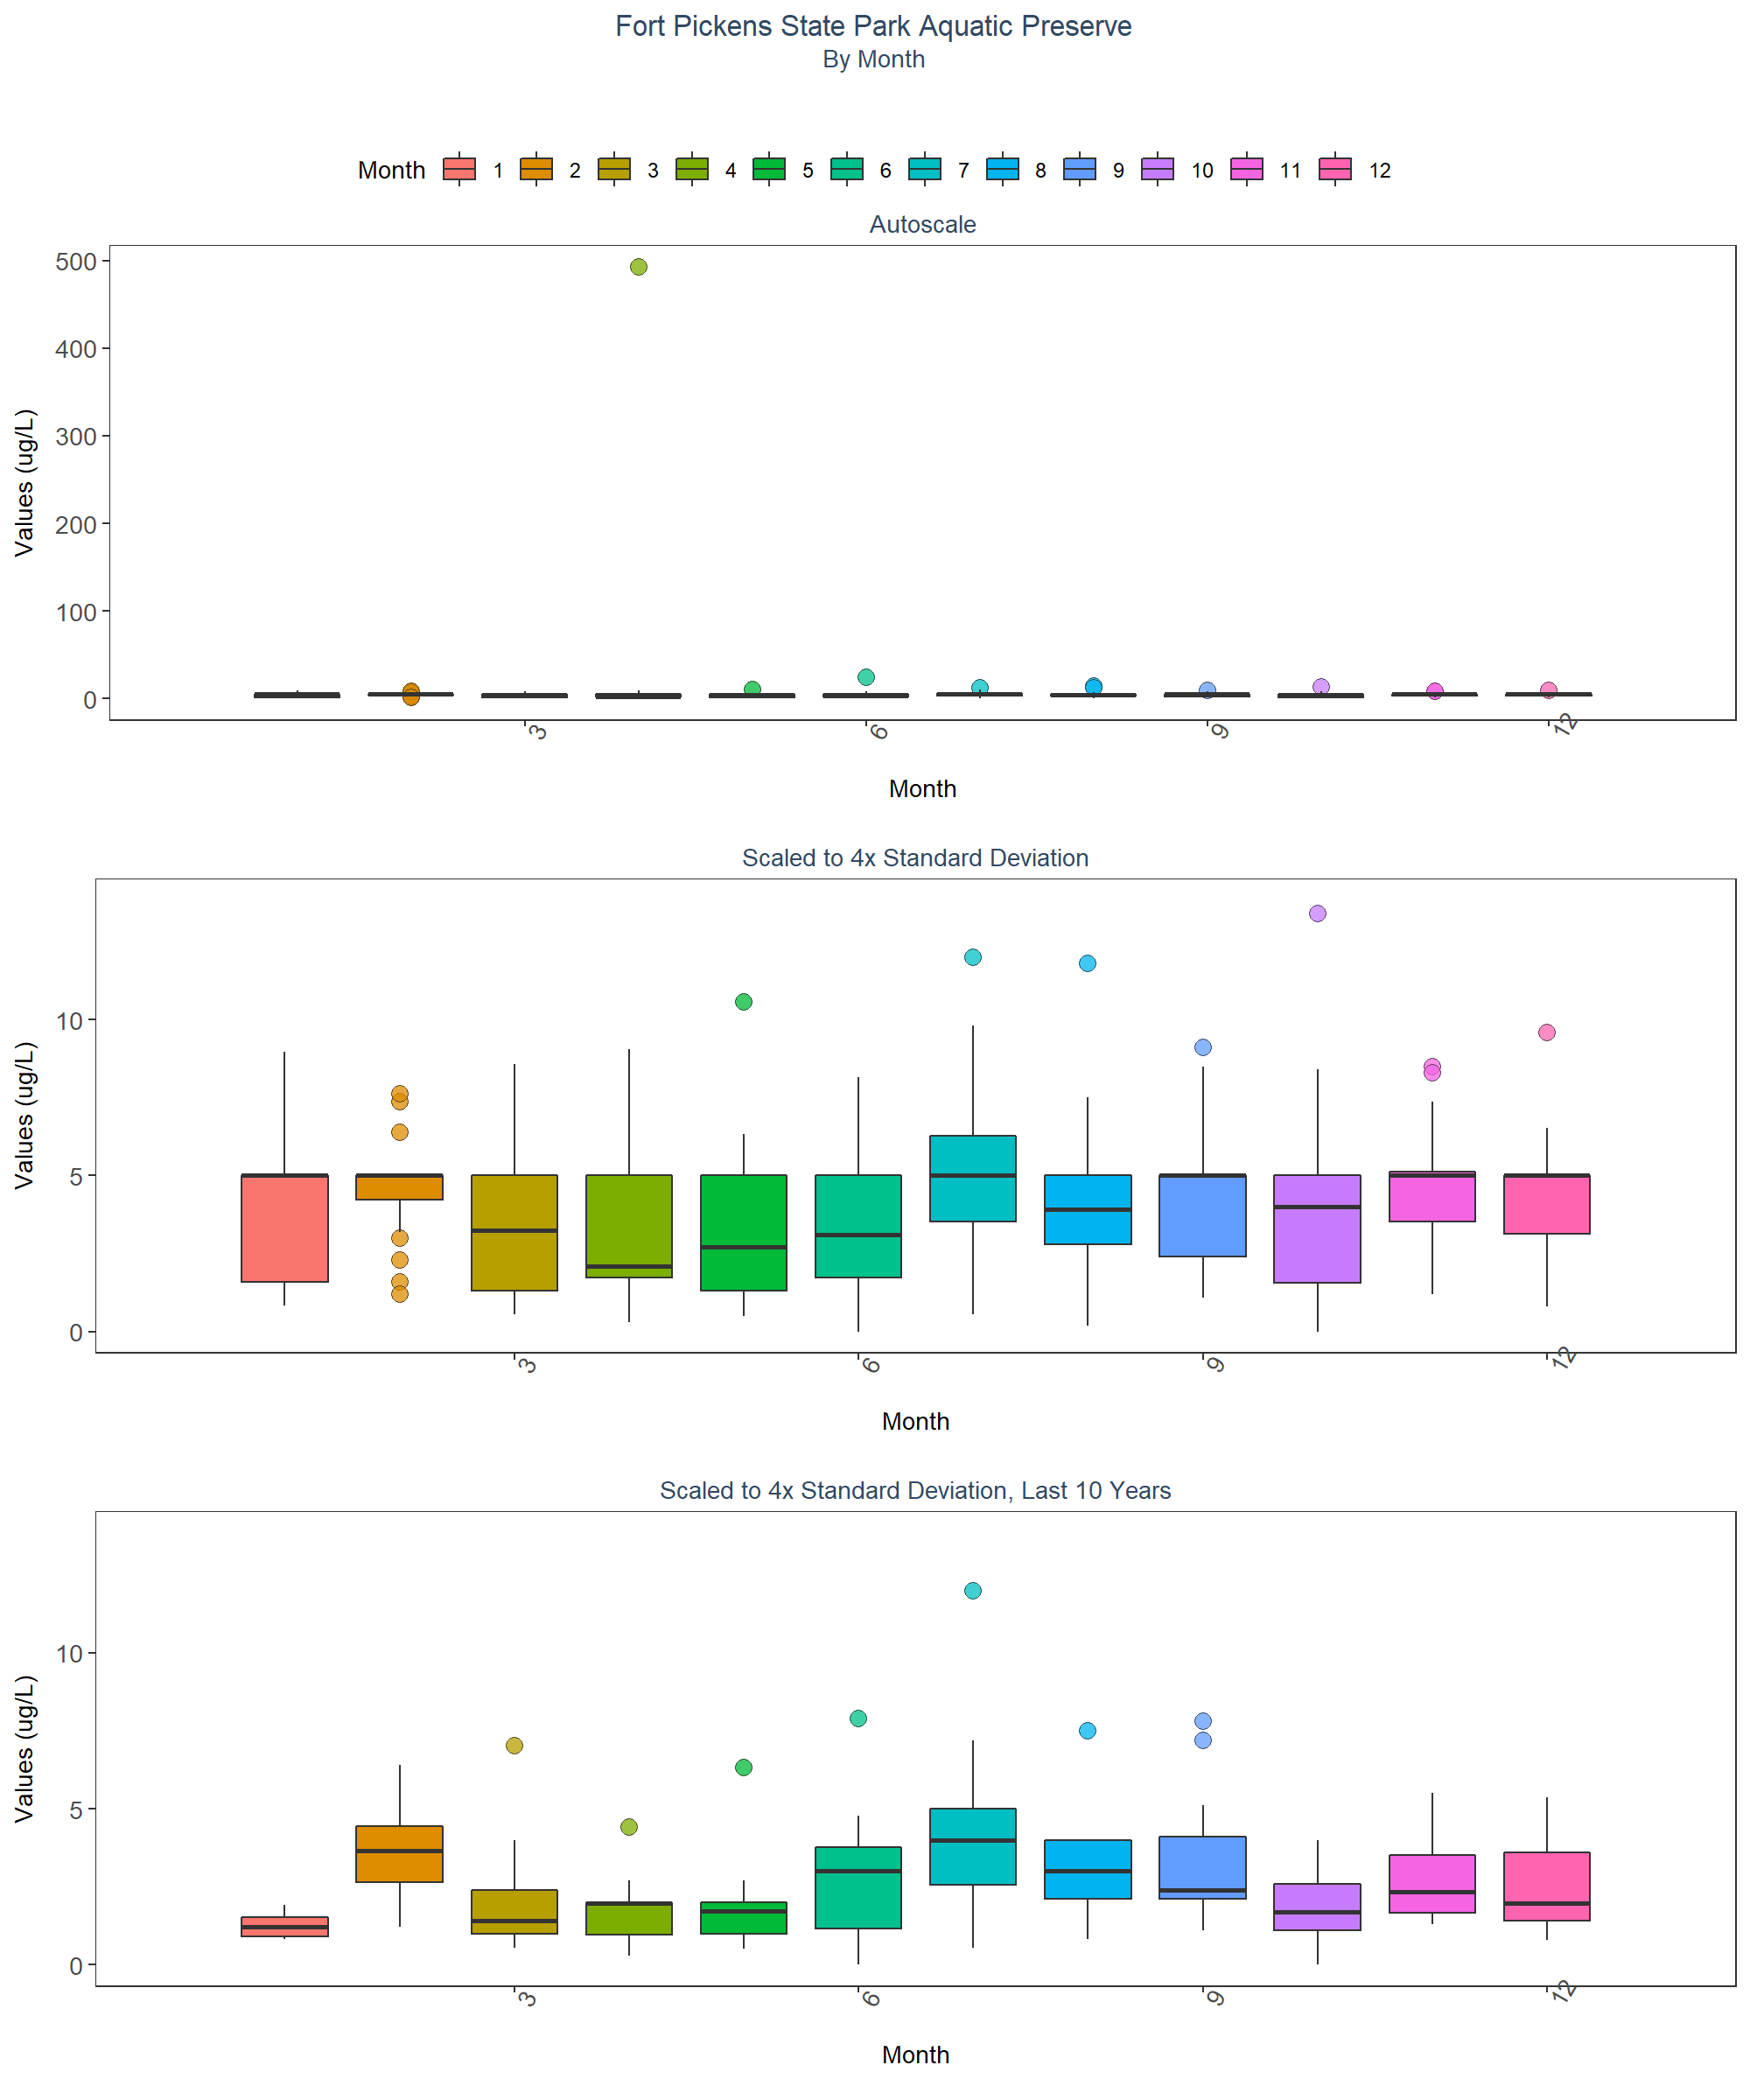 Fort Pickens State Park Aquatic Preserve
By Month
Month 1 2 3 4 5 6 7 8 9 10 11 12
Autoscale
Values (ug/L)
500
400
300
200
100
0
3 6 9 12
Month
Scaled to 4x Standard Deviation
Values (ug/L)
10
5
0
3 6 9 12
Month
Scaled to 4x Standard Deviation, Last 10 Years
Values (ug/L)
10
5
0
3 6 9 12
Month